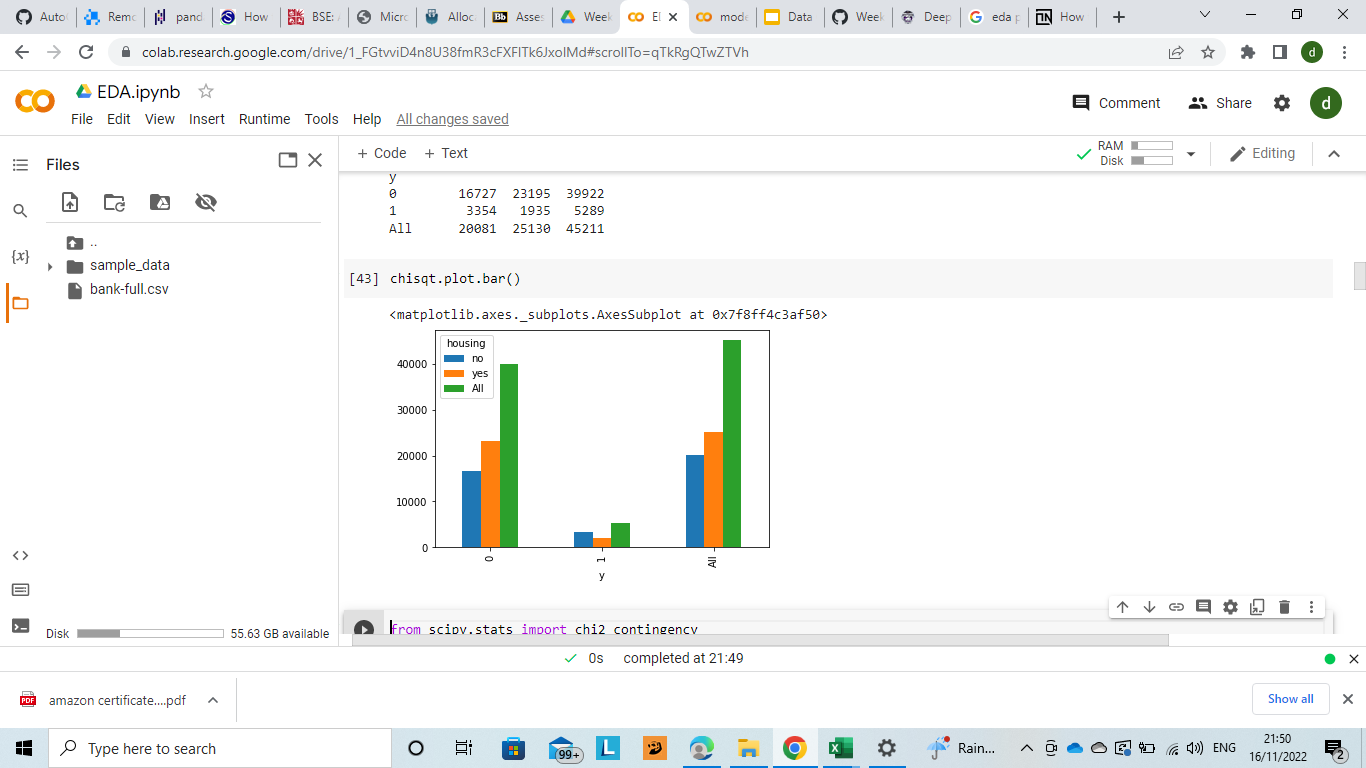 Autor
Remo
pand
How
BSE: A
Micro
Alloca
Asses
Week
El
mode
Data
Week
Deep
eda p
How
colab.research.google.com/drive/1_FGtvviD4n8U38fmR3cFXFITk6JxolMd#scrollTo=qTkRgQTwZTVh
d
EDA.ipynb
Comment
Share
d
File Edit View Insert Runtime Tools Help All changes saved
Files
+ Code + Text
RAM
Disk
Editing
..
sample_data
bank-full.csv
{x}
y
0 16727 23195 39922
1 3354 1935 5289
All 20081 25130 45211
[43] chisqt.plot.bar()
<matplotlib.axes._subplots.AxesSubplot at 0x7f8ff4c3af50>
housing
no
yes
All
40000
30000
20000
10000
0
0 1 All
y
from scipy.stats import chi2_contingency
Disk 55.63 GB available
0s completed at 21:49
PDF amazon certificate....pdf
Show all
Type here to search
99+
L
Rain...
ENG
21:50
16/11/2022
2